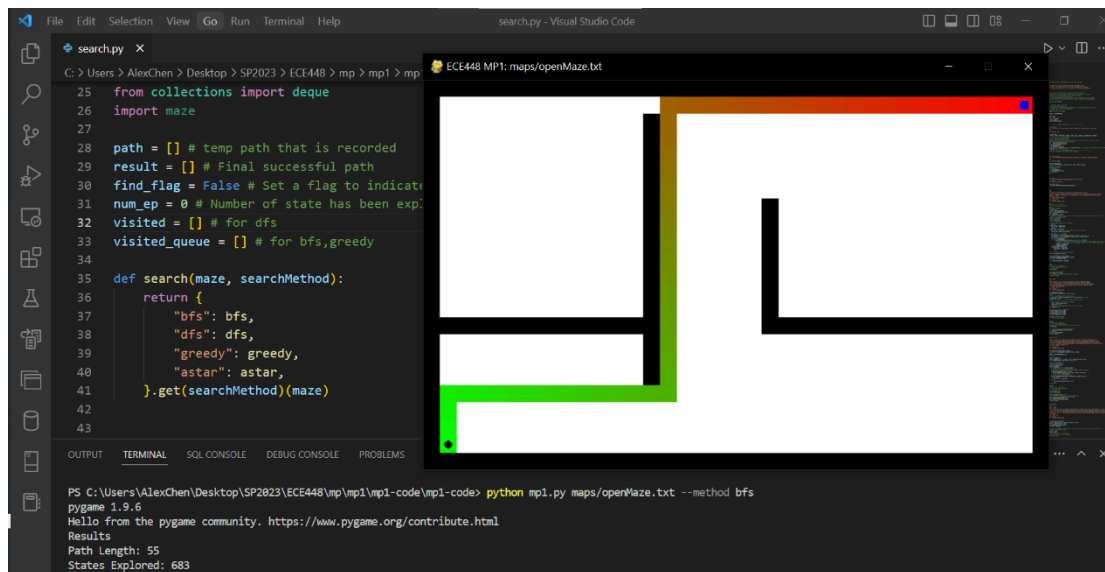 File Edit Selection View Go Run Terminal Help search.py - Visual Studio Code
search.py
C: > Users > AlexChen > Desktop > SP2023 > ECE448 > mp > mp1 > mp
ECE448 MP1: maps/openMaze.txt
25 from collections import deque
26 import maze
27
28 path = [] # temp path that is recorded
29 result = [] # Final successful path
30 find_flag = False # Set a flag to indicate
31 num_ep = 0 # Number of state has been exp
32 visited = [] # for dfs
33 visited_queue = [] # for bfs,greedy
34
35 def search(maze, searchMethod):
36 return {
37 "bfs": bfs,
38 "dfs": dfs,
39 "greedy": greedy,
40 "astar": astar,
41 }.get(searchMethod)(maze)
42
43
OUTPUT TERMINAL SQL CONSOLE DEBUG CONSOLE PROBLEMS
PS C:\Users\AlexChen\Desktop\SP2023\ECE448\mp\mp1\mp1-code\mp1-code> python mp1.py maps/openMaze.txt --method bfs
pygame 1.9.6
Hello from the pygame community. https://www.pygame.org/contribute.html
Results
Path Length: 55
States Explored: 683